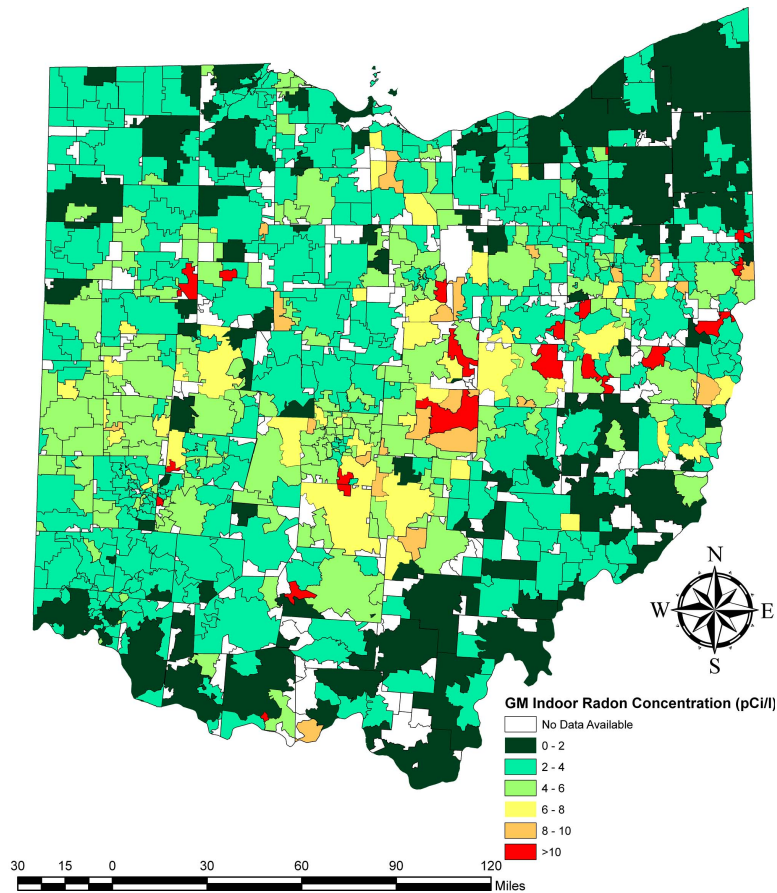 N
W
E
S
GM Indoor Radon Concentration (pCi/l)
No Data Available
0 - 2
2 - 4
4 - 6
6 - 8
8 - 10
>10
30 15 0 30 60 90 120
Miles